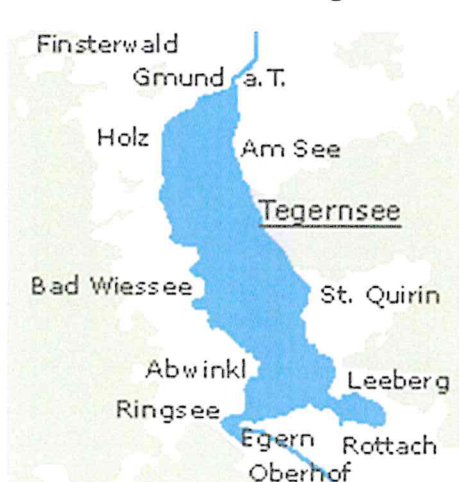 Finsterwald
Gmund a.T.
Holz
Am See
Tegernsee
Bad Wiessee
St. Quirin
Abwinkl
Leeberg
Ringsee
Egern
Rottach
Oberhof